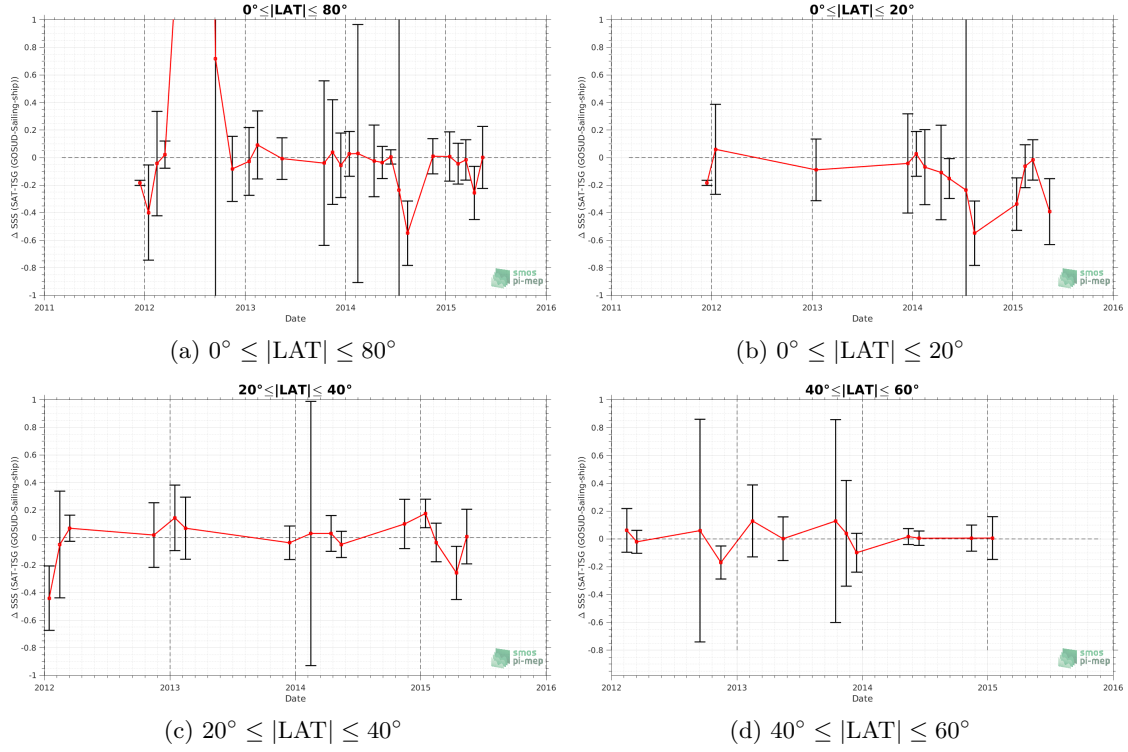 0°≤|LAT|≤ 80°
Δ SSS (SAT-TSG (GOSUD-Sailing-ship))
1
0.8
0.6
0.4
0.2
0
-0.2
-0.4
-0.6
-0.8
-1
2011 2012 2013 2014 2015 2016
Date
smos
pi-mep
(a) 0° ≤ |LAT| ≤ 80°
0°≤|LAT|≤ 20°
Δ SSS (SAT-TSG (GOSUD-Sailing-ship))
1
0.8
0.6
0.4
0.2
0
-0.2
-0.4
-0.6
-0.8
-1
2011 2012 2013 2014 2015 2016
Date
smos
pi-mep
(b) 0° ≤ |LAT| ≤ 20°
20°≤|LAT|≤ 40°
Δ SSS (SAT-TSG (GOSUD-Sailing-ship))
1
0.8
0.6
0.4
0.2
0
-0.2
-0.4
-0.6
-0.8
-1
2012 2013 2014 2015 2016
Date
smos
pi-mep
(c) 20° ≤ |LAT| ≤ 40°
40°≤|LAT|≤ 60°
Δ SSS (SAT-TSG (GOSUD-Sailing-ship))
1
0.8
0.6
0.4
0.2
0
-0.2
-0.4
-0.6
-0.8
2012 2013 2014 2015 2016
Date
smos
pi-mep
(d) 40° ≤ |LAT| ≤ 60°